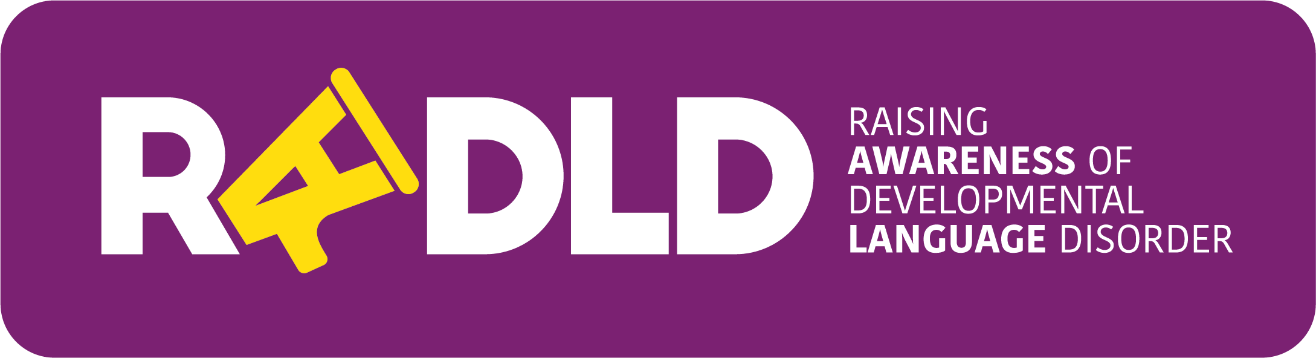 RADLD
RAISING
AWARENESS OF
DEVELOPMENTAL
LANGUAGE DISORDER